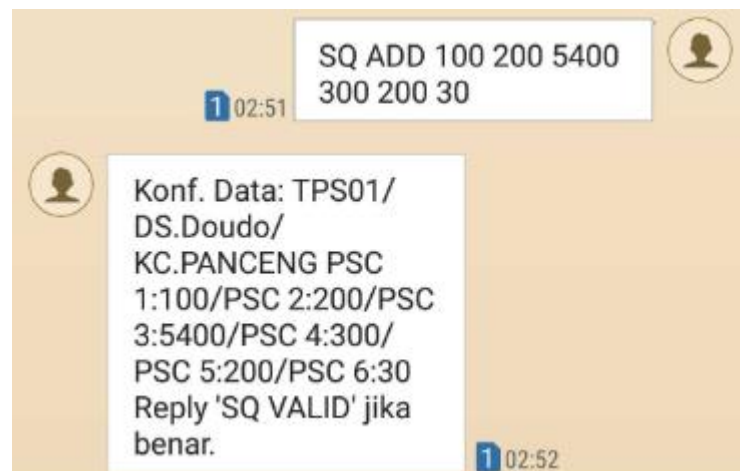 SQ ADD 100 200 5400
300 200 30
1 02:51
Konf. Data: TPS01/
DS.Doudo/
KC.PANCENG PSC
1:100/PSC 2:200/PSC
3:5400/PSC 4:300/
PSC 5:200/PSC 6:30
Reply 'SQ VALID' jika
benar.
1 02:52